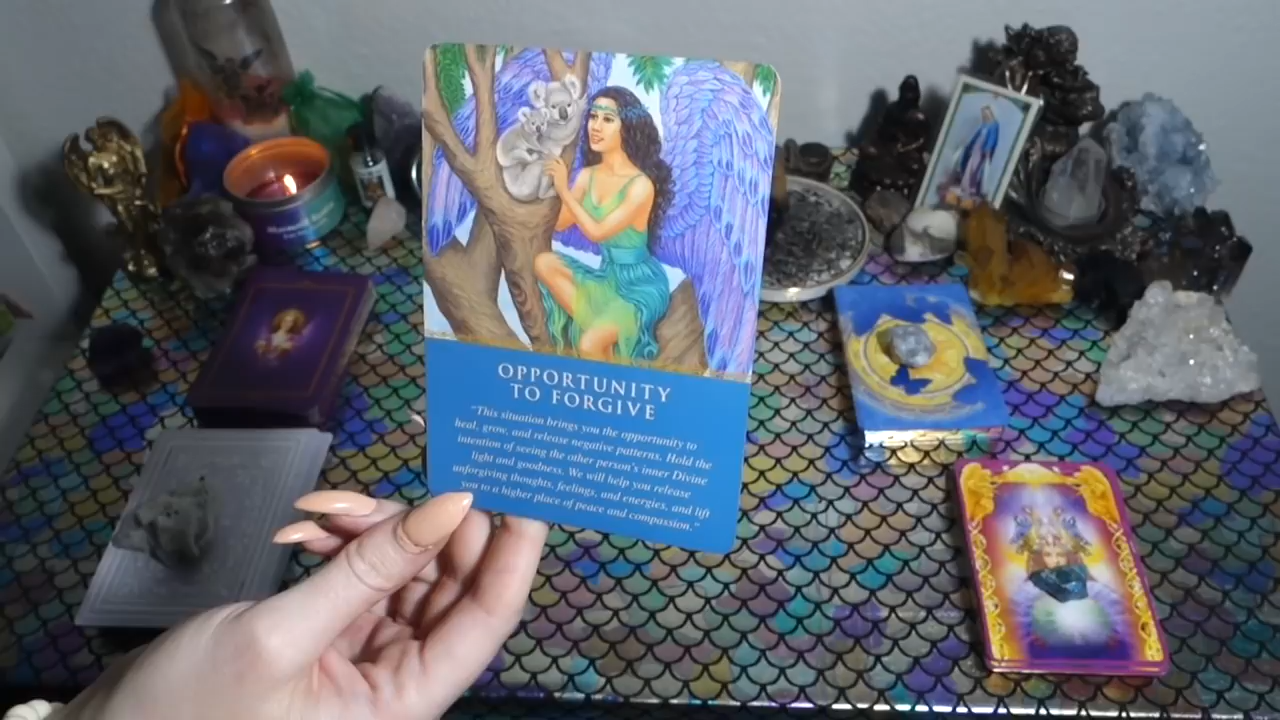 OPPORTUNITY
TO FORGIVE
"This situation brings you the opportunity to
heal, grow, and release negative patterns. Hold the
intention of seeing the other person's inner Divine
light and goodness. We will help you release
unforgiving thoughts, feelings, and energies, and lift
you to a higher place of peace and compassion."